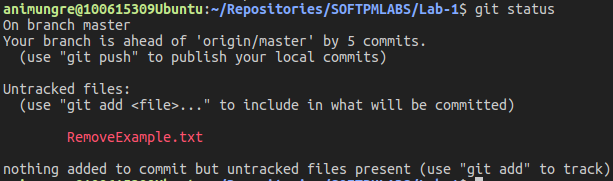 animungre@100615309Ubuntu:~/Repositories/SOFTPMLABS/Lab-1$ git status
On branch master
Your branch is ahead of 'origin/master' by 5 commits.
  (use "git push" to publish your local commits)
Untracked files:
  (use "git add <file>..." to include in what will be committed)
        RemoveExample.txt
nothing added to commit but untracked files present (use "git add" to track)